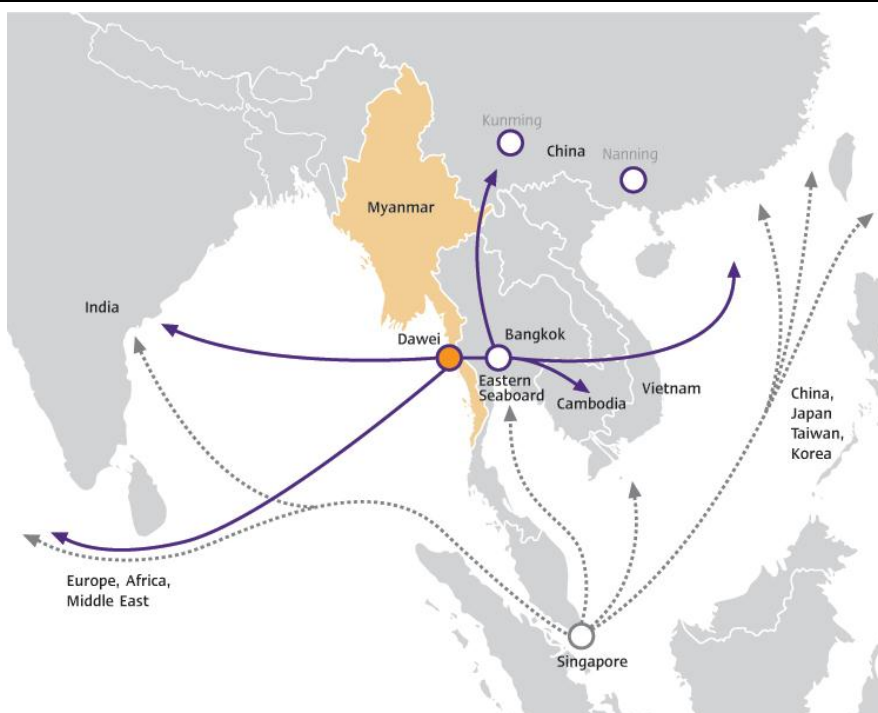 Kunming
China
Nanning
Myanmar
India
Dawei
Bangkok
Eastern
Seaboard
Cambodia
Vietnam
China,
Japan
Taiwan,
Korea
Europe, Africa,
Middle East
Singapore